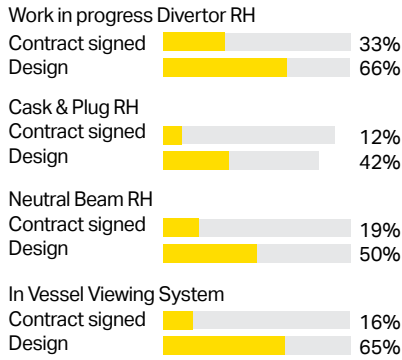 Work in progress Divertor RH
Contract signed 33%
Design 66%
Cask & Plug RH
Contract signed 12%
Design 42%
Neutral Beam RH
Contract signed 19%
Design 50%
In Vessel Viewing System
Contract signed 16%
Design 65%